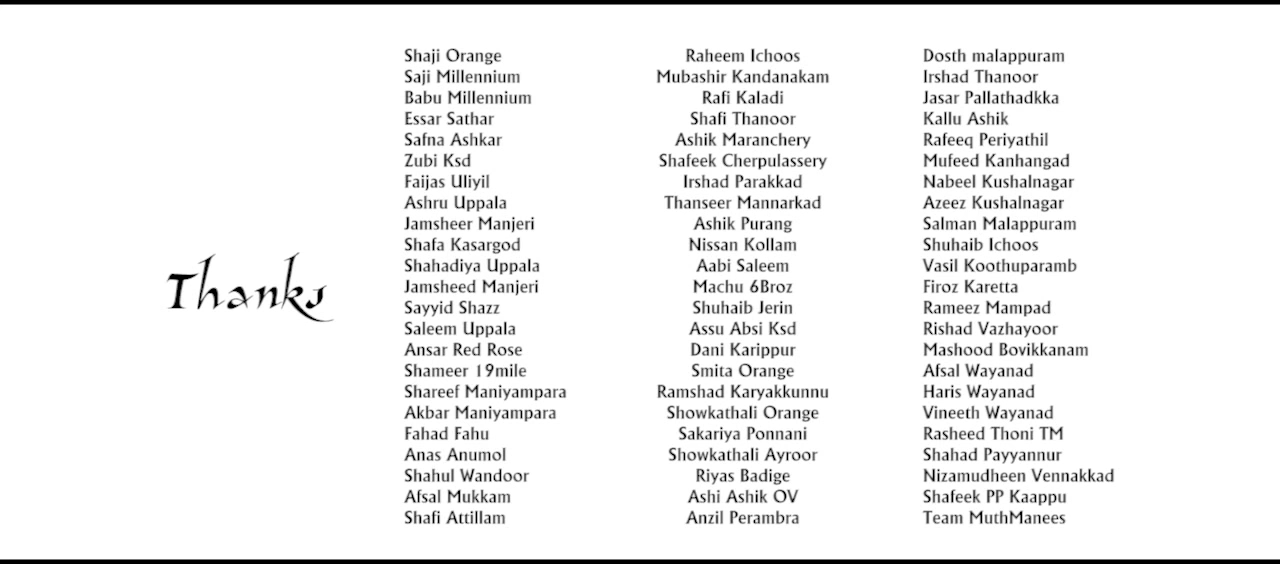 Thanks
Shaji Orange
Saji Millennium
Babu Millennium
Essar Sathar
Safna Ashkar
Zubi Ksd
Faijas Uliyil
Ashru Uppala
Jamsheer Manjeri
Shafa Kasargod
Shahadiya Uppala
Jamsheed Manjeri
Sayyid Shazz
Saleem Uppala
Ansar Red Rose
Shameer 19mile
Shareef Maniyampara
Akbar Maniyampara
Fahad Fahu
Anas Anumol
Shahul Wandoor
Afsal Mukkam
Shafi Attillam
Raheem Ichoos
Mubashir Kandanakam
Rafi Kaladi
Shafi Thanoor
Ashik Maranchery
Shafeek Cherpulassery
Irshad Parakkad
Thanseer Mannarkad
Ashik Purang
Nissan Kollam
Aabi Saleem
Machu 6Broz
Shuhaib Jerin
Assu Absi Ksd
Dani Karippur
Smita Orange
Ramshad Karyakkunnu
Showkathali Orange
Sakariya Ponnani
Showkathali Ayroor
Riyas Badige
Ashi Ashik OV
Anzil Perambra
Dosth malappuram
Irshad Thanoor
Jasar Pallathadkka
Kallu Ashik
Rafeeq Periyathil
Mufeed Kanhangad
Nabeel Kushalnagar
Azeez Kushalnagar
Salman Malappuram
Shuhaib Ichoos
Vasil Koothuparamb
Firoz Karetta
Rameez Mampad
Rishad Vazhayoor
Mashood Bovikkanam
Afsal Wayanad
Haris Wayanad
Vineeth Wayanad
Rasheed Thoni TM
Shahad Payyannur
Nizamudheen Vennakkad
Shafeek PP Kaappu
Team MuthManees